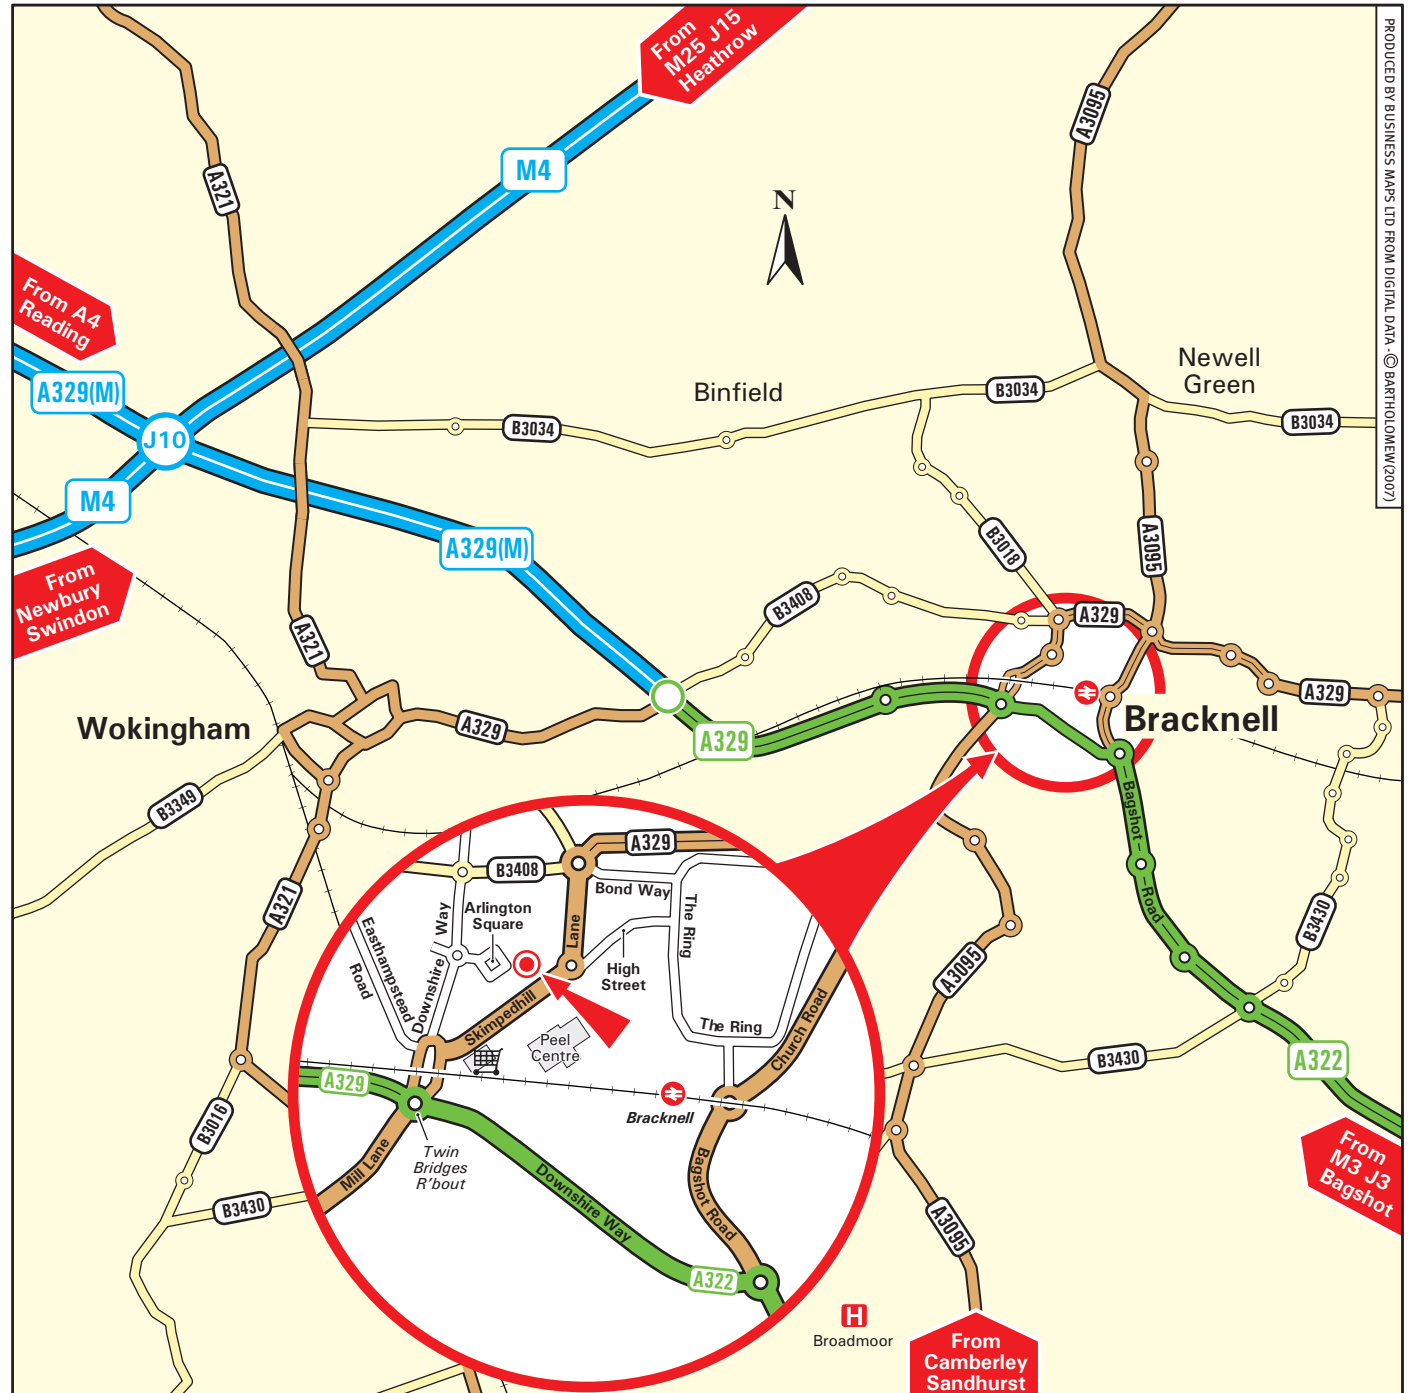 From
M25 J15
Heathrow
PRODUCED BY BUSINESS MAPS LTD FROM DIGITAL DATA - © BARTHOLOMEW(2007)
A3095
M4
A321
N
From A4
Reading
A329(M)
Newell
Green
Binfield
B3034
B3034
B3034
J10
M4
A329(M)
B3018
A3095
From
Newbury
Swindon
B3408
A329
A321
A329
Wokingham
A329
A329
Bracknell
B3349
Bagshot
Road
A329
B3408
Bond Way
Arlington
Square
Way
Downshire
Lane
The Ring
A321
Easthampstead
Road
High
Street
B3430
A3095
Skimpedhill
Peel
Centre
The Ring
Church Road
A329
B3430
A322
Bracknell
B3016
Twin
Bridges
R'bout
Mill Lane
Downshire Way
Bagshot Road
From
M3 J3
Bagshot
B3430
A3095
A322
H
Broadmoor
From
Camberley
Sandhurst